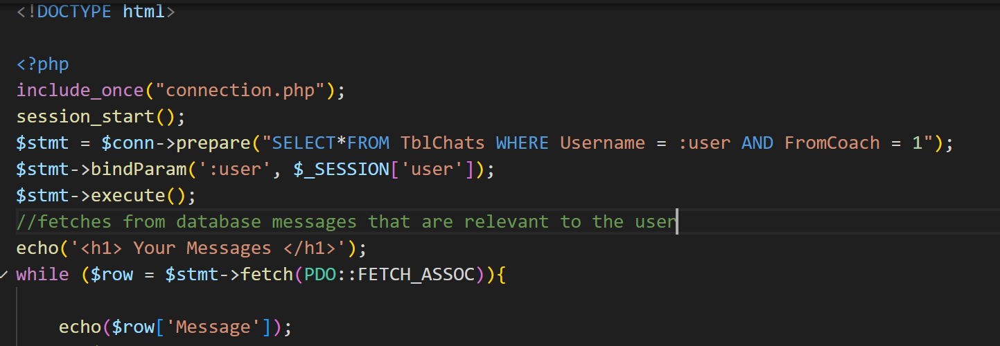 <!DOCTYPE html>
<?php
include_once("connection.php");
session_start();
$stmt = $conn->prepare("SELECT*FROM TblChats WHERE Username = :user AND FromCoach = 1");
$stmt->bindParam(':user', $_SESSION['user']);
$stmt->execute();
//fetches from database messages that are relevant to the user
echo('<h1> Your Messages </h1>');
while ($row = $stmt->fetch(PDO::FETCH_ASSOC)){
echo($row['Message']);